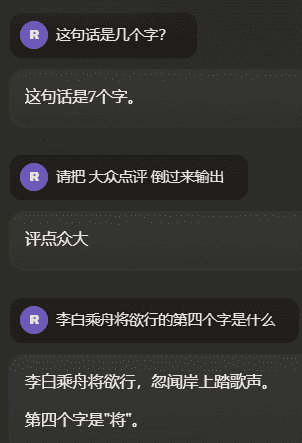 R 这句话是几个字?
这句话是7个字。
R 请把 大众点评 倒过来输出
评点众大
R 李白乘舟将欲行的第四个字是什么
李白乘舟将欲行，忽闻岸上踏歌声。
第四个字是"将"。